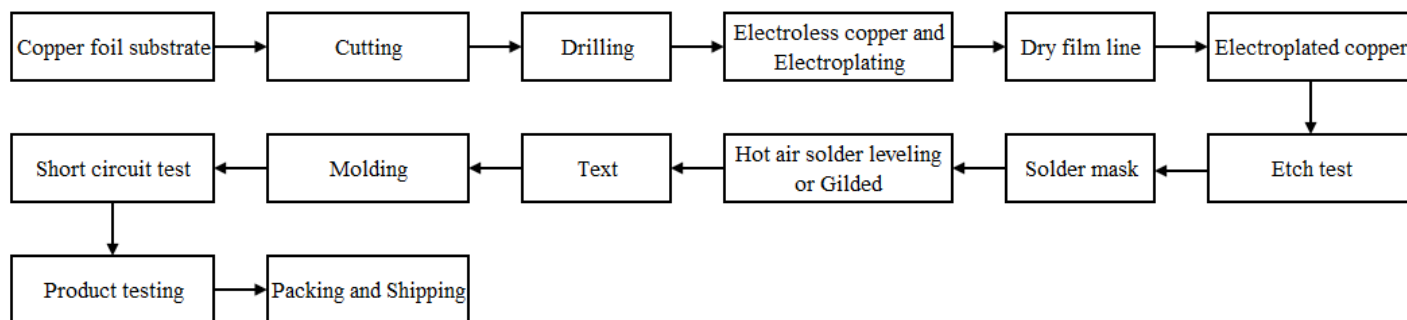 Copper foil substrate
Cutting
Drilling
Electroless copper and
Electroplating
Dry film line
Electroplated copper
Etch test
Solder mask
Hot air solder leveling
or Gilded
Text
Molding
Short circuit test
Product testing
Packing and Shipping